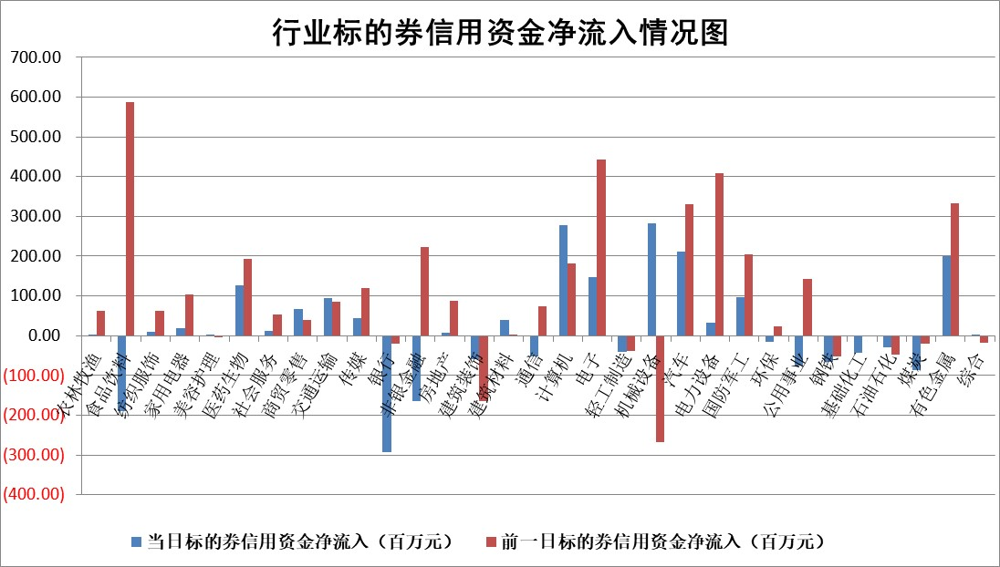 行业标的券信用资金净流入情况图
700.00
600.00
500.00
400.00
300.00
200.00
100.00
0.00
(100.00)
(200.00)
(300.00)
(400.00)
农林牧渔
食品饮料
纺织服饰
家用电器
美容护理
医药生物
社会服务
商贸零售
交通运输
传媒
银行
非银金融
房地产
建筑装饰
建筑材料
通信
计算机
电子
轻工制造
机械设备
汽车
电力设备
国防军工
环保
公用事业
钢铁
基础化工
石油石化
煤炭
有色金属
综合
当日标的券信用资金净流入（百万元）
前一日标的券信用资金净流入（百万元）